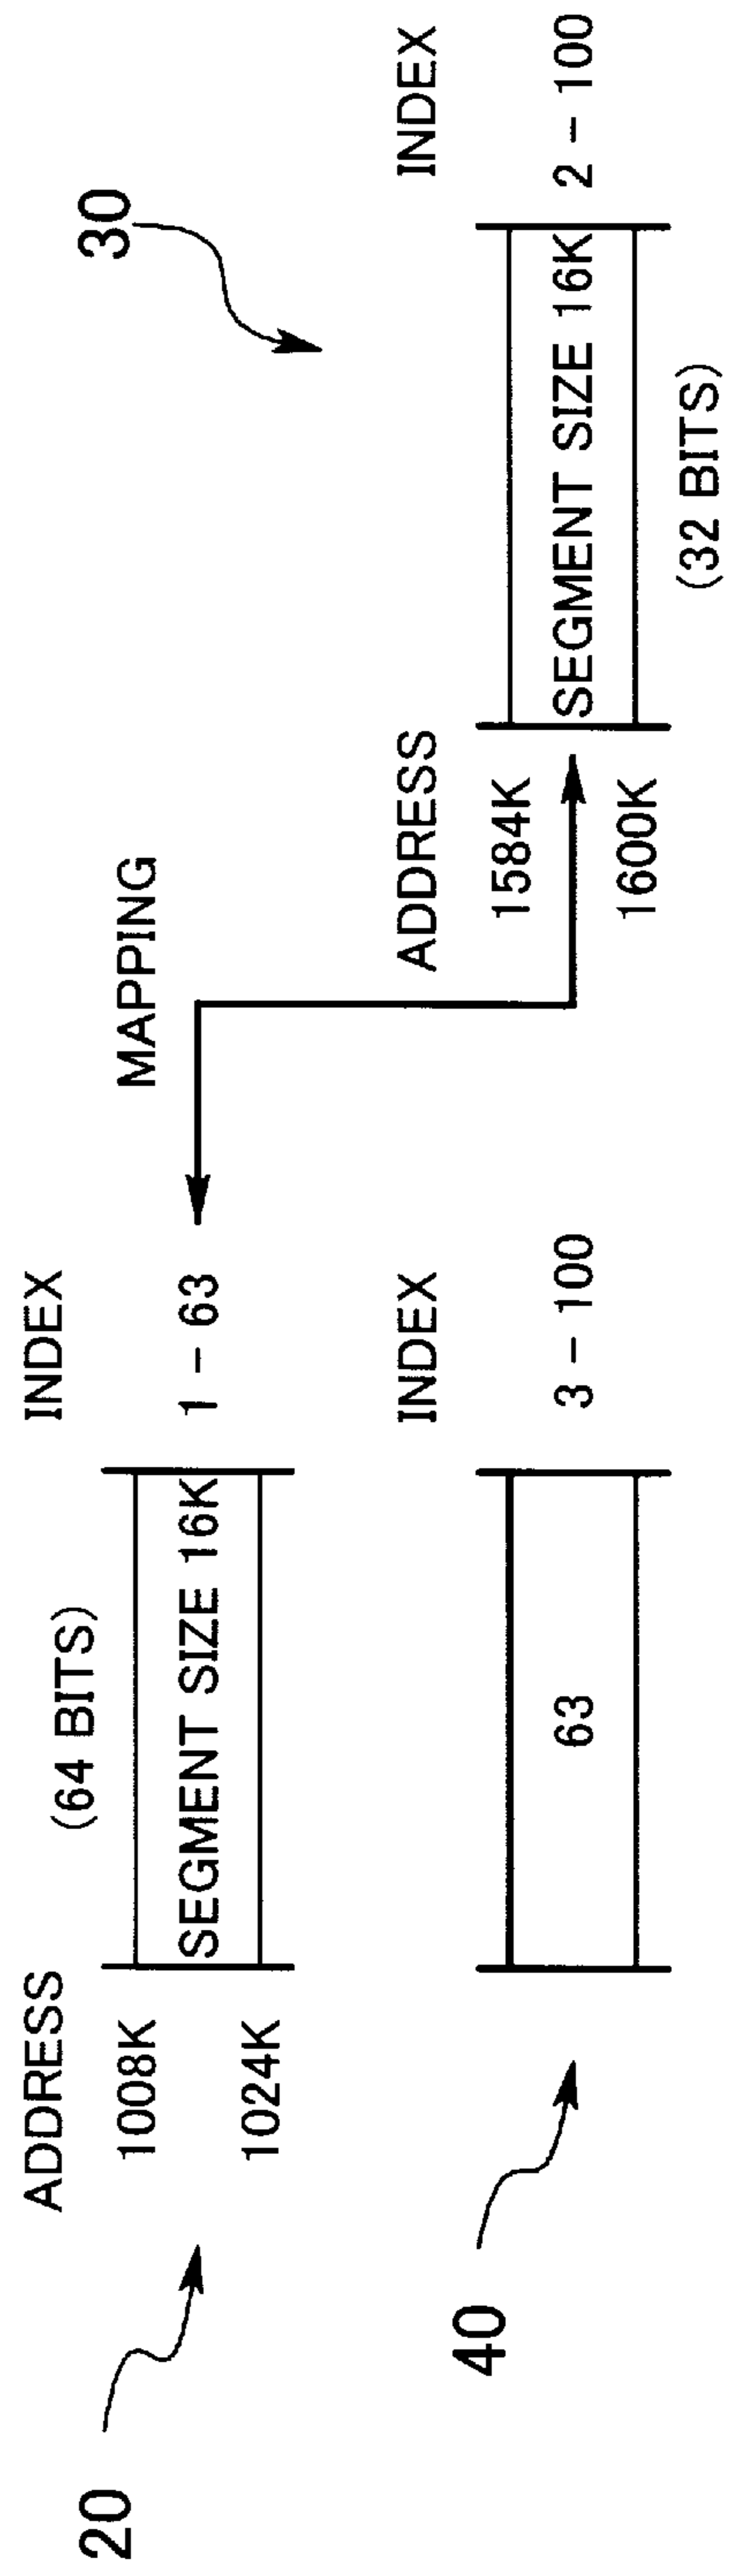 20
ADDRESS
(64 BITS)
INDEX
1008K
SEGMENT SIZE 16K
1 - 63
1024K
MAPPING
30
40
INDEX
63
3 - 100
ADDRESS
INDEX
1584K
SEGMENT SIZE 16K
2 - 100
1600K
(32 BITS)